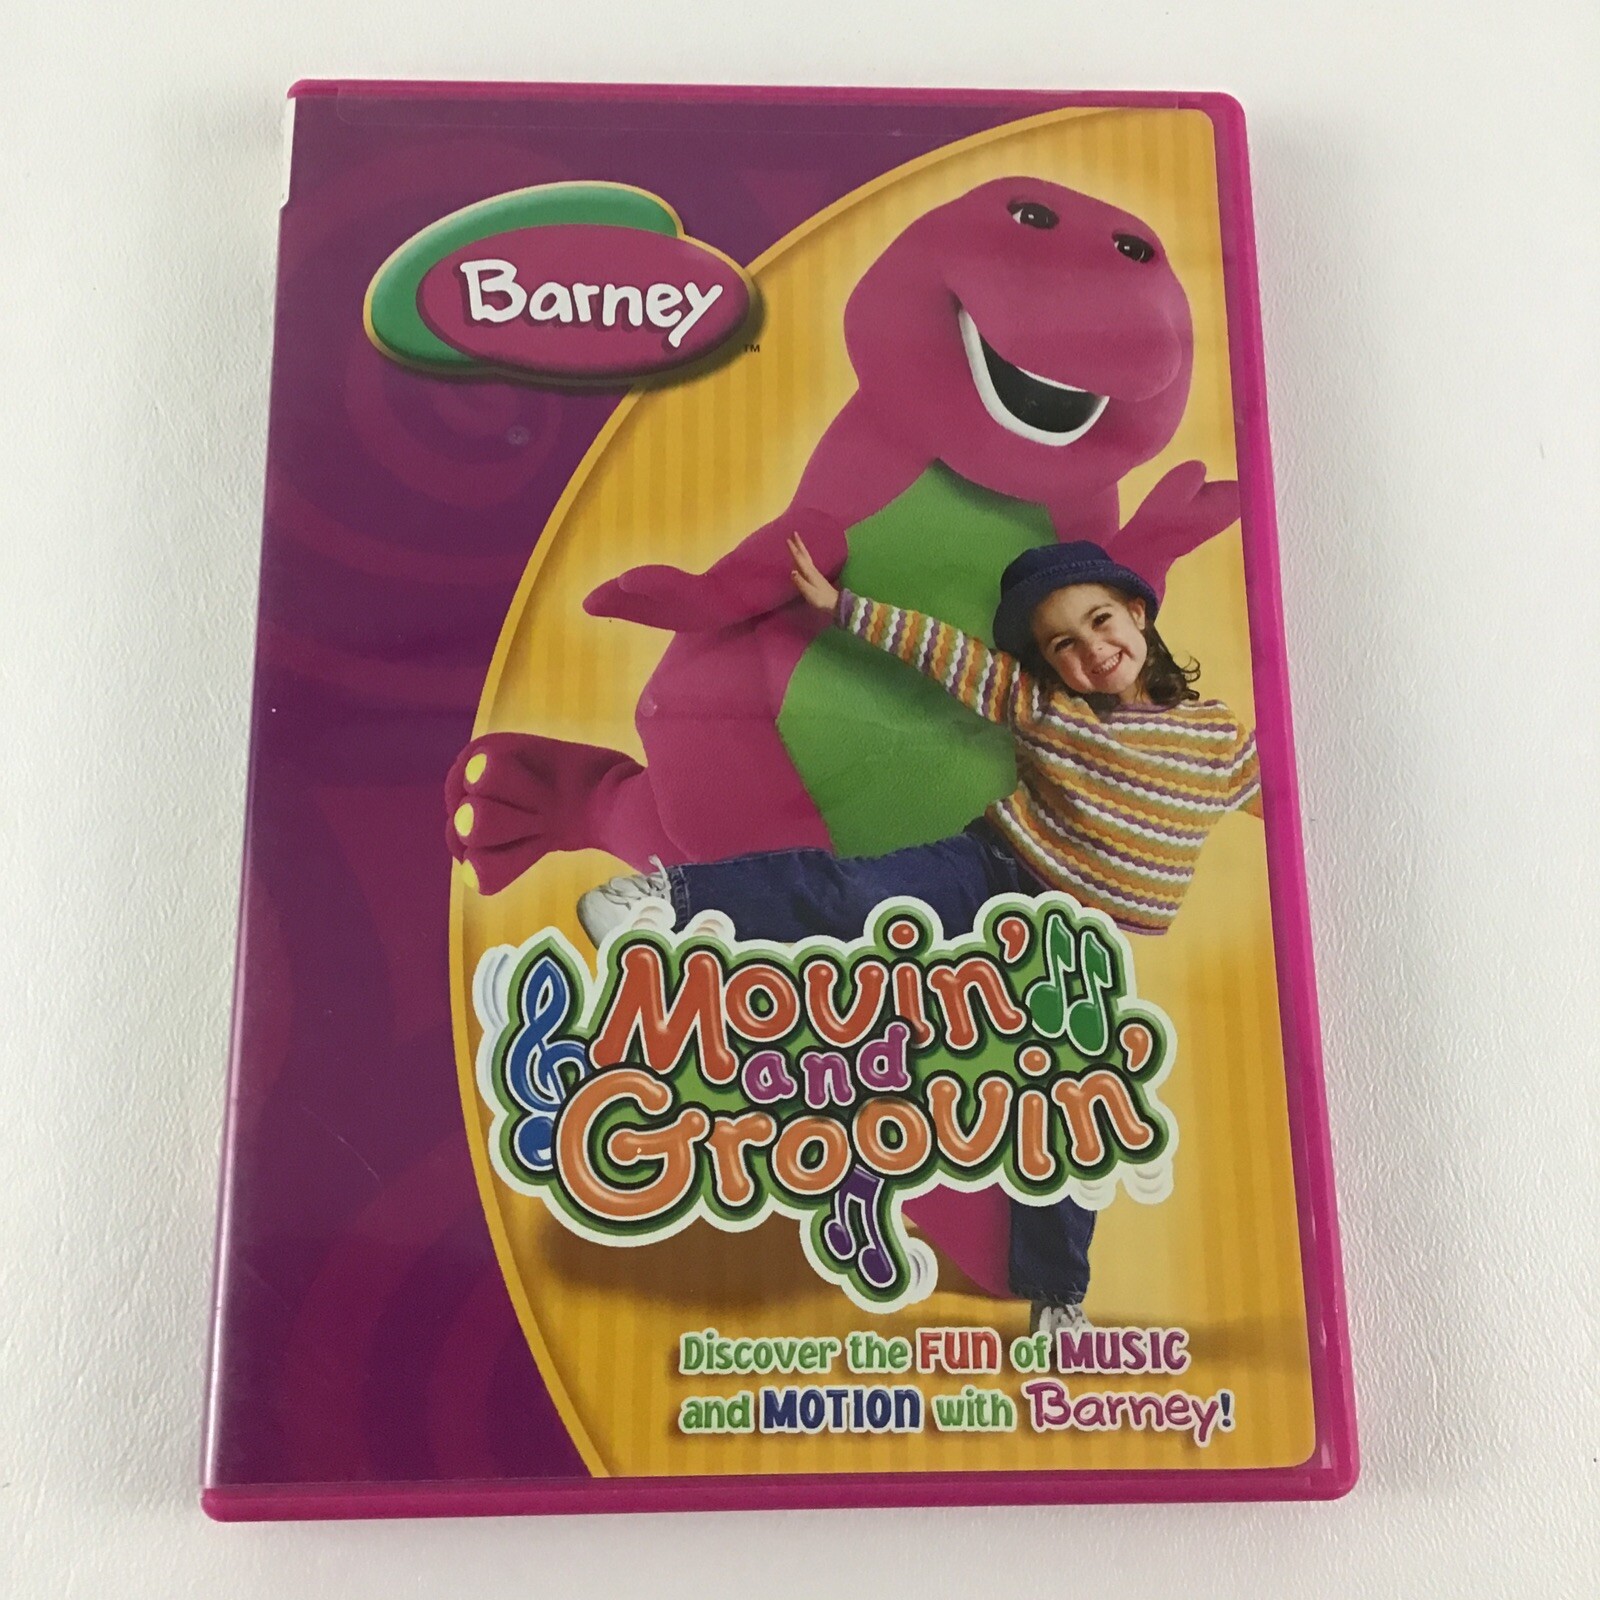 Barney
™
Movin'
and
Groovin'
Discover the FUN of MUSIC
and MOTION with Barney!